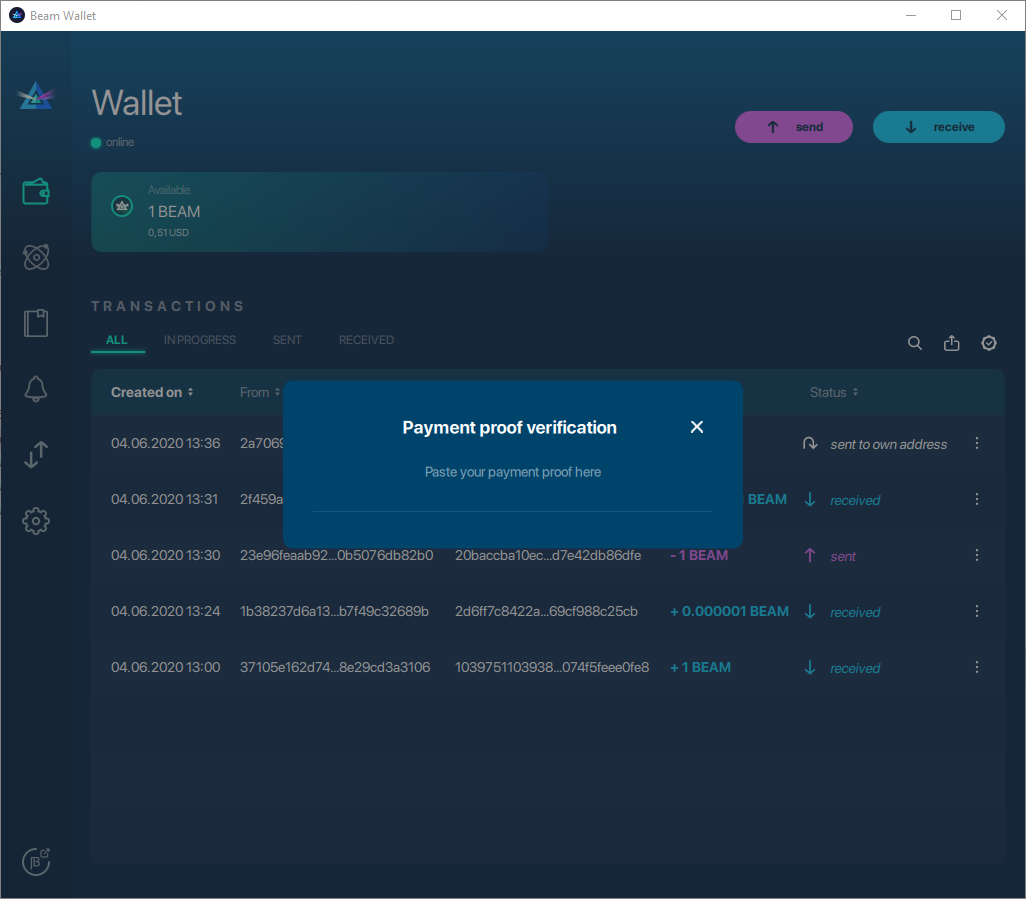 Beam Wallet
Wallet
online
send
receive
Available
1 BEAM
0,51 USD
TRANSACTIONS
ALL IN PROGRESS SENT RECEIVED
Created on From Status
Payment proof verification
Paste your payment proof here
04.06.2020 13:36 2a7069 sent to own address
04.06.2020 13:31 2f459a BEAM received
04.06.2020 13:30 23e96feaab92...0b5076db82b0 20baccba10ec...d7e42db86dfe - 1 BEAM sent
04.06.2020 13:24 1b38237d6a13...b7f49c32689b 2d6ff7c8422a...69cf988c25cb + 0.000001 BEAM received
04.06.2020 13:00 37105e162d74...8e29cd3a3106 1039751103938...074f5feee0fe8 + 1 BEAM received